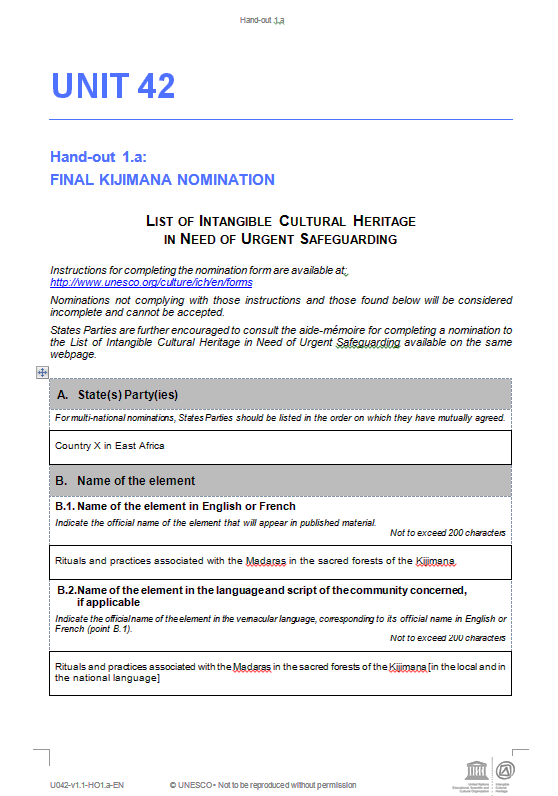 Hand-out 1.a
UNIT 42
Hand-out 1.a:
FINAL KIJIMANA NOMINATION
LIST OF INTANGIBLE CULTURAL HERITAGE
IN NEED OF URGENT SAFEGUARDING
Instructions for completing the nomination form are available at:
http://www.unesco.org/culture/ich/en/forms
Nominations not complying with those instructions and those found below will be considered
incomplete and cannot be accepted.
States Parties are further encouraged to consult the aide-mémoire for completing a nomination to
the List of Intangible Cultural Heritage in Need of Urgent Safeguarding available on the same
webpage.
A. State(s) Party(ies)
For multi-national nominations, States Parties should be listed in the order on which they have mutually agreed.
Country X in East Africa
B. Name of the element
B.1. Name of the element in English or French
Indicate the official name of the element that will appear in published material.
Not to exceed 200 characters
Rituals and practices associated with the Madaras in the sacred forests of the Kijimana.
B.2. Name of the element in the language and script of the community concerned,
if applicable
Indicate the official name of the element in the vernacular language, corresponding to its official name in English or
French (point B.1).
Not to exceed 200 characters
Rituals and practices associated with the Madaras in the sacred forests of the Kijimana [in the local and in
the national language]
U042-v1.1-HO1.a-EN
© UNESCO • Not to be reproduced without permission
United Nations
Educational, Scientific and
Cultural Organization
Intangible
Cultural
Heritage